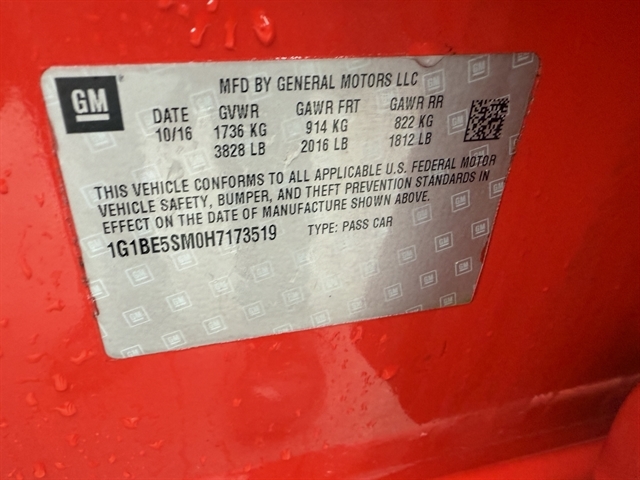 GM
MFD BY GENERAL MOTORS LLC
DATE GVWR GAWR FRT GAWR RR
10/16 1736 KG 914 KG 822 KG
3828 LB 2016 LB 1812 LB
THIS VEHICLE CONFORMS TO ALL APPLICABLE U.S. FEDERAL MOTOR
VEHICLE SAFETY, BUMPER, AND THEFT PREVENTION STANDARDS IN
EFFECT ON THE DATE OF MANUFACTURE SHOWN ABOVE.
1G1BE5SM0H7173519 TYPE: PASS CAR